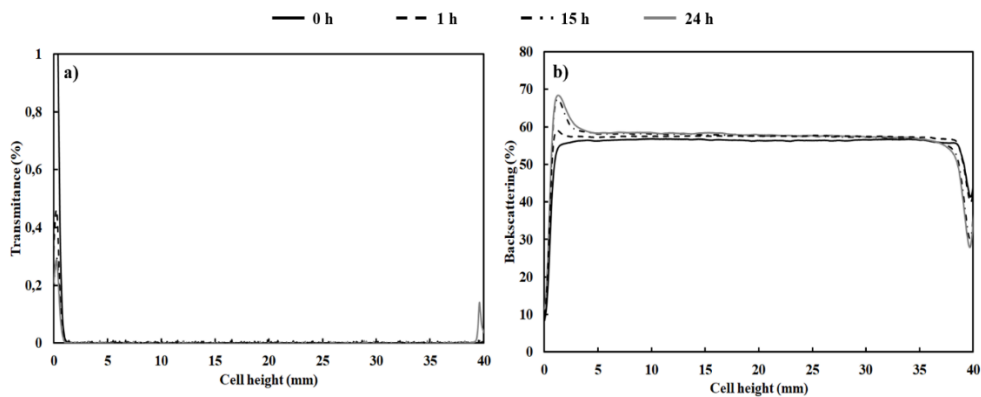 0 h 1 h 15 h 24 h
a)
1
0,8
0,6
0,4
0,2
0
Transmitance (%)
0 5 10 15 20 25 30 35 40
Cell height (mm)
b)
80
70
60
50
40
30
20
10
0
Backscattering (%)
0 5 10 15 20 25 30 35 40
Cell height (mm)